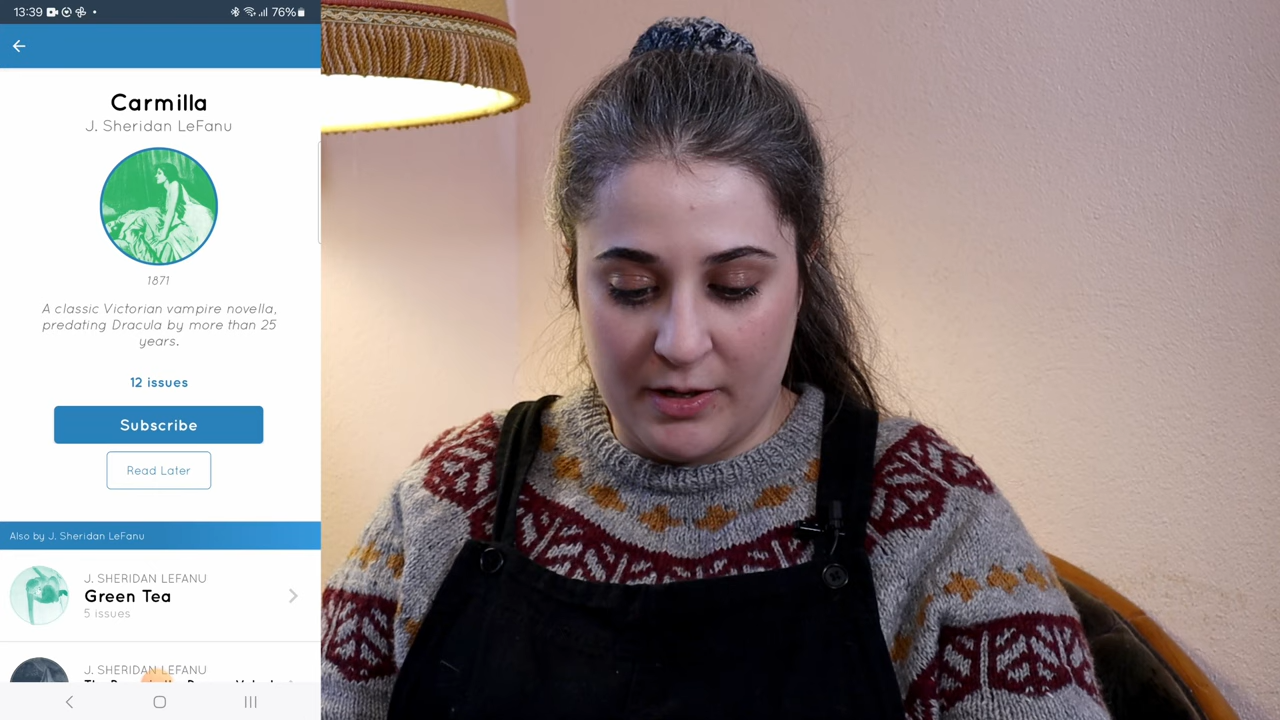 13:39
76%
Carmilla
J. Sheridan LeFanu
1871
A classic Victorian vampire novella,
predating Dracula by more than 25
years.
12 issues
Subscribe
Read Later
Also by J. Sheridan LeFanu
J. SHERIDAN LEFANU
Green Tea
5 issues
J. SHERIDAN LEFANU